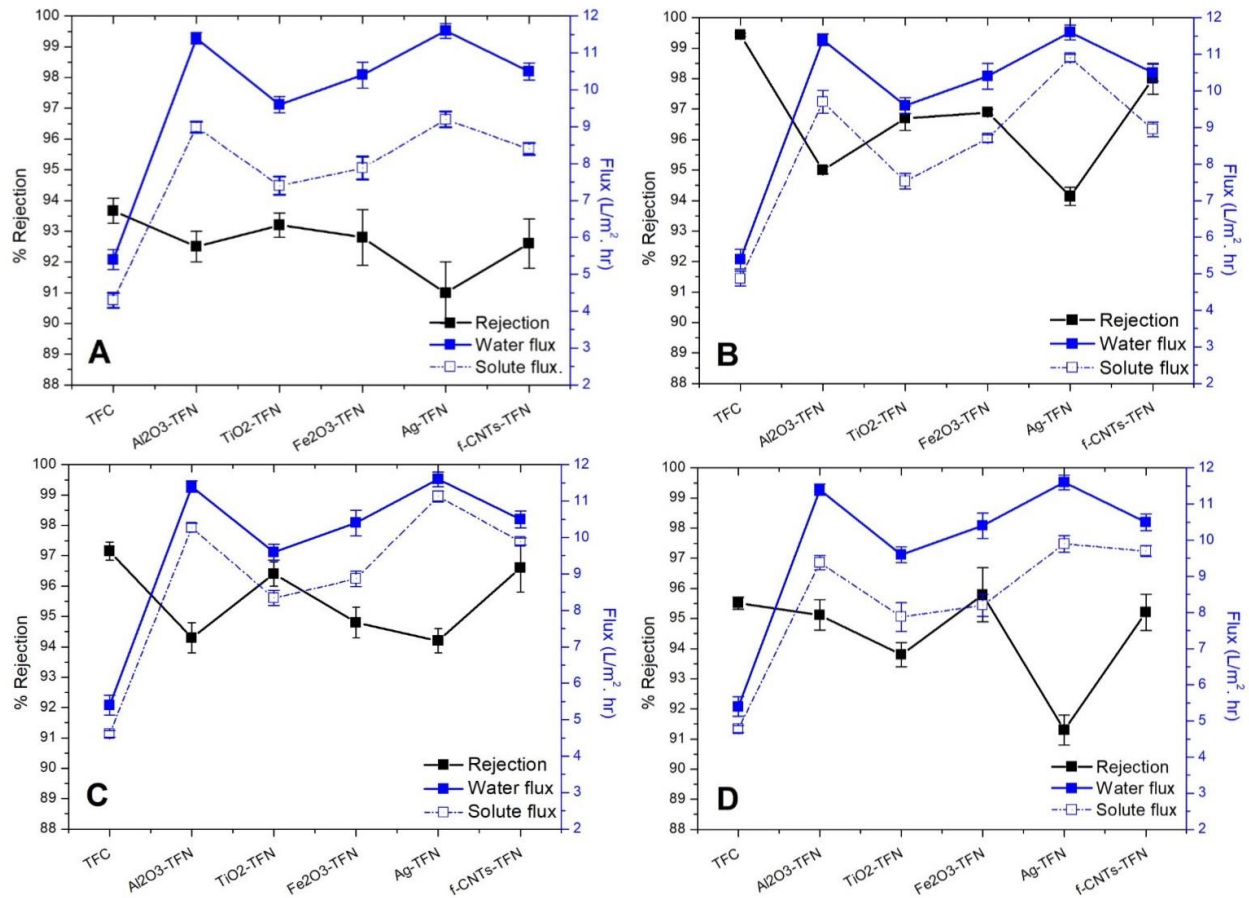 100
99
98
97
96
95
94
93
92
91
90
89
88
% Rejection
12
11
10
9
8
7
6
5
4
3
2
Flux (L/m². hr)
Rejection
Water flux
Solute flux.
A
TFC
Al2O3-TFN
TiO2-TFN
Fe2O3-TFN
Ag-TFN
f-CNTs-TFN
100
99
98
97
96
95
94
93
92
91
90
89
88
% Rejection
12
11
10
9
8
7
6
5
4
3
2
Flux (L/m². hr)
Rejection
Water flux
Solute flux
B
TFC
Al2O3-TFN
TiO2-TFN
Fe2O3-TFN
Ag-TFN
f-CNTs-TFN
100
99
98
97
96
95
94
93
92
91
90
89
88
% Rejection
12
11
10
9
8
7
6
5
4
3
2
Flux (L/m². hr)
Rejection
Water flux
Solute flux
C
TFC
Al2O3-TFN
TiO2-TFN
Fe2O3-TFN
Ag-TFN
f-CNTs-TFN
100
99
98
97
96
95
94
93
92
91
90
89
88
% Rejection
12
11
10
9
8
7
6
5
4
3
2
Flux (L/m². hr)
Rejection
Water flux
Solute flux
D
TFC
Al2O3-TFN
TiO2-TFN
Fe2O3-TFN
Ag-TFN
f-CNTs-TFN